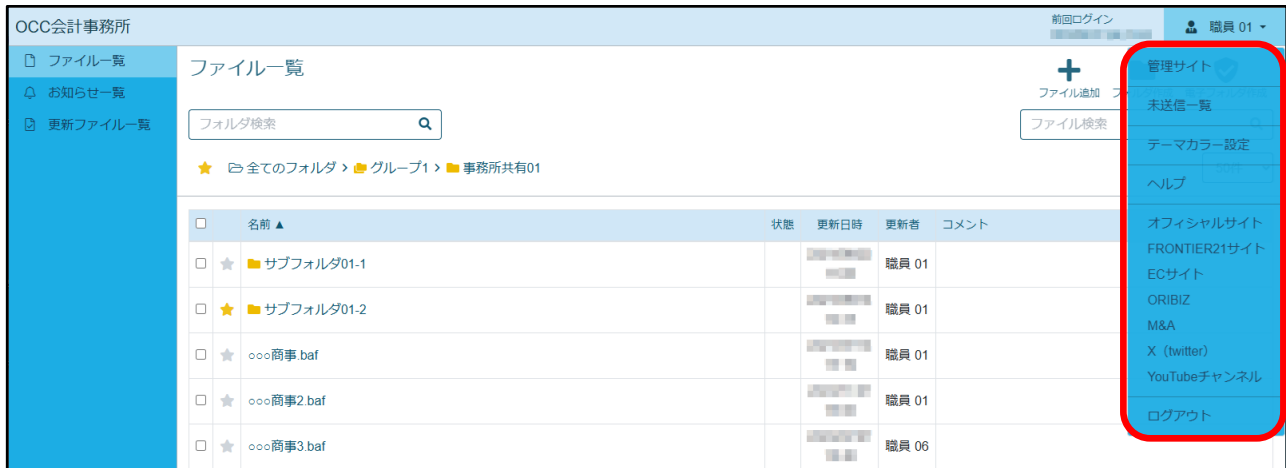 OCC会計事務所
前回ログイン
職員 01
ファイル一覧
お知らせ一覧
更新ファイル一覧
ファイル一覧
ファイル追加
フォルダ検索
ファイル検索
全てのフォルダ > グループ1 > 事務所共有01
名前▲ 状態 更新日時 更新者 コメント
サブフォルダ01-1 職員 01
サブフォルダ01-2 職員 01
○○○商事.baf 職員 01
○○○商事2.baf 職員 01
○○○商事3.baf 職員 06
管理サイト
未送信一覧
テーマカラー設定
ヘルプ
オフィシャルサイト
FRONTIER21サイト
ECサイト
ORIBIZ
M&A
X（twitter）
YouTubeチャンネル
ログアウト